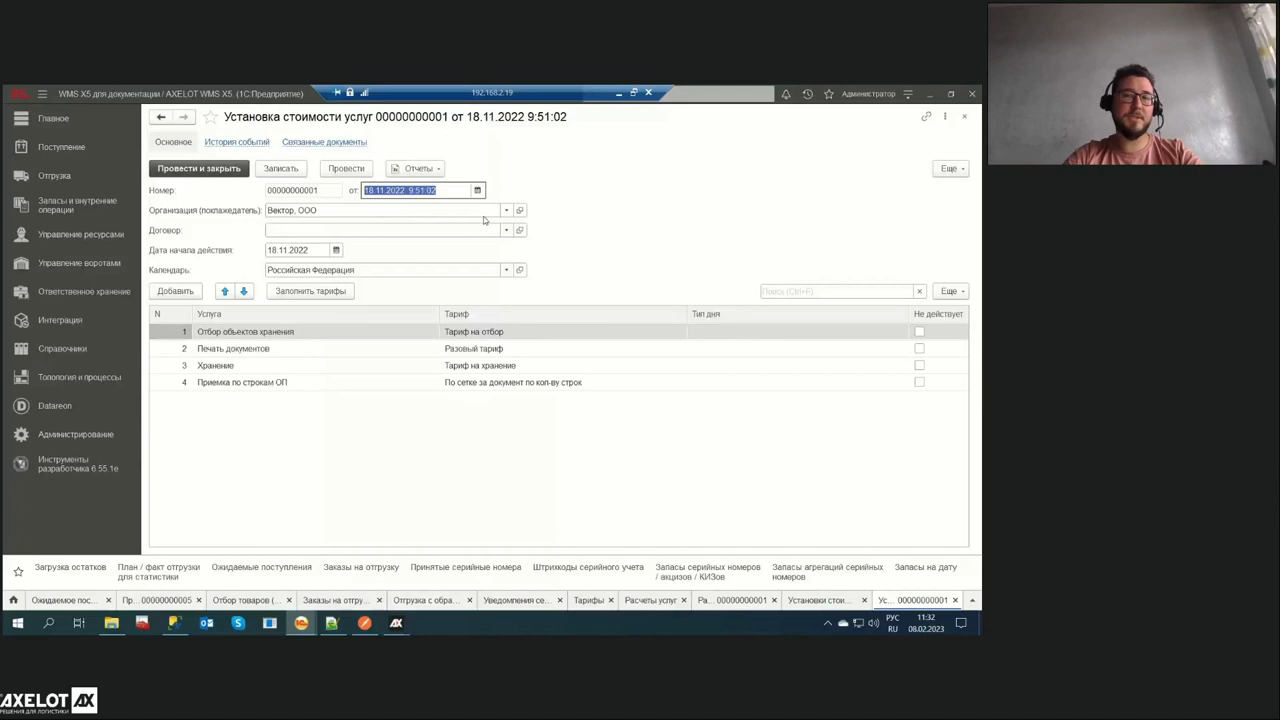 WMS X5 для документации / AXELOT WMS X5 (1С:Предприятие)
192.168.2.19
Администратор
Главное
Поступление
Отгрузка
Запасы и внутренние операции
Управление ресурсами
Управление воротами
Ответственное хранение
Интеграция
Справочники
Топология и процессы
Datareon
Администрирование
Инструменты разработчика 6.55.1e
Установка стоимости услуг 00000000001 от 18.11.2022 9:51:02
Основное История событий Связанные документы
Провести и закрыть Записать Провести Отчеты Еще
Номер: 00000000001 от: 18.11.2022 9:51:02
Организация (поклажедатель): Вектор, ООО
Договор:
Дата начала действия: 18.11.2022
Календарь: Российская Федерация
Добавить Заполнить тарифы Поиск (Ctrl+F) × Еще
N Услуга Тариф Тип дня Не действует
1 Отбор обьектов хранения Тариф на отбор
2 Печать документов Разовый тариф
3 Хранение Тариф на хранение
4 Приемка по строкам ОП По сетке за документ по кол-ву строк
Загрузка остатков План / факт отгрузки для статистики Ожидаемые поступления Заказы на отгрузку Принятые серийные номера Штрихкоды серийного учета Запасы серийных номеров / акцизов / КИЗов Запасы агрегаций серийных номеров Запасы на дату
Ожидаемое пос... × Пр... 00000000005 × Отбор товаров (... × Заказы на отгру... × Отгрузка с обра... × Уведомления се... × Тарифы × Расчеты услуг × Ра... 00000000001 × Установки стои... × Ус... 00000000001 ×
РУС 11:32
RU 08.02.2023
AXELOT AX
РЕШЕНИЯ ДЛЯ ЛОГИСТИКИ